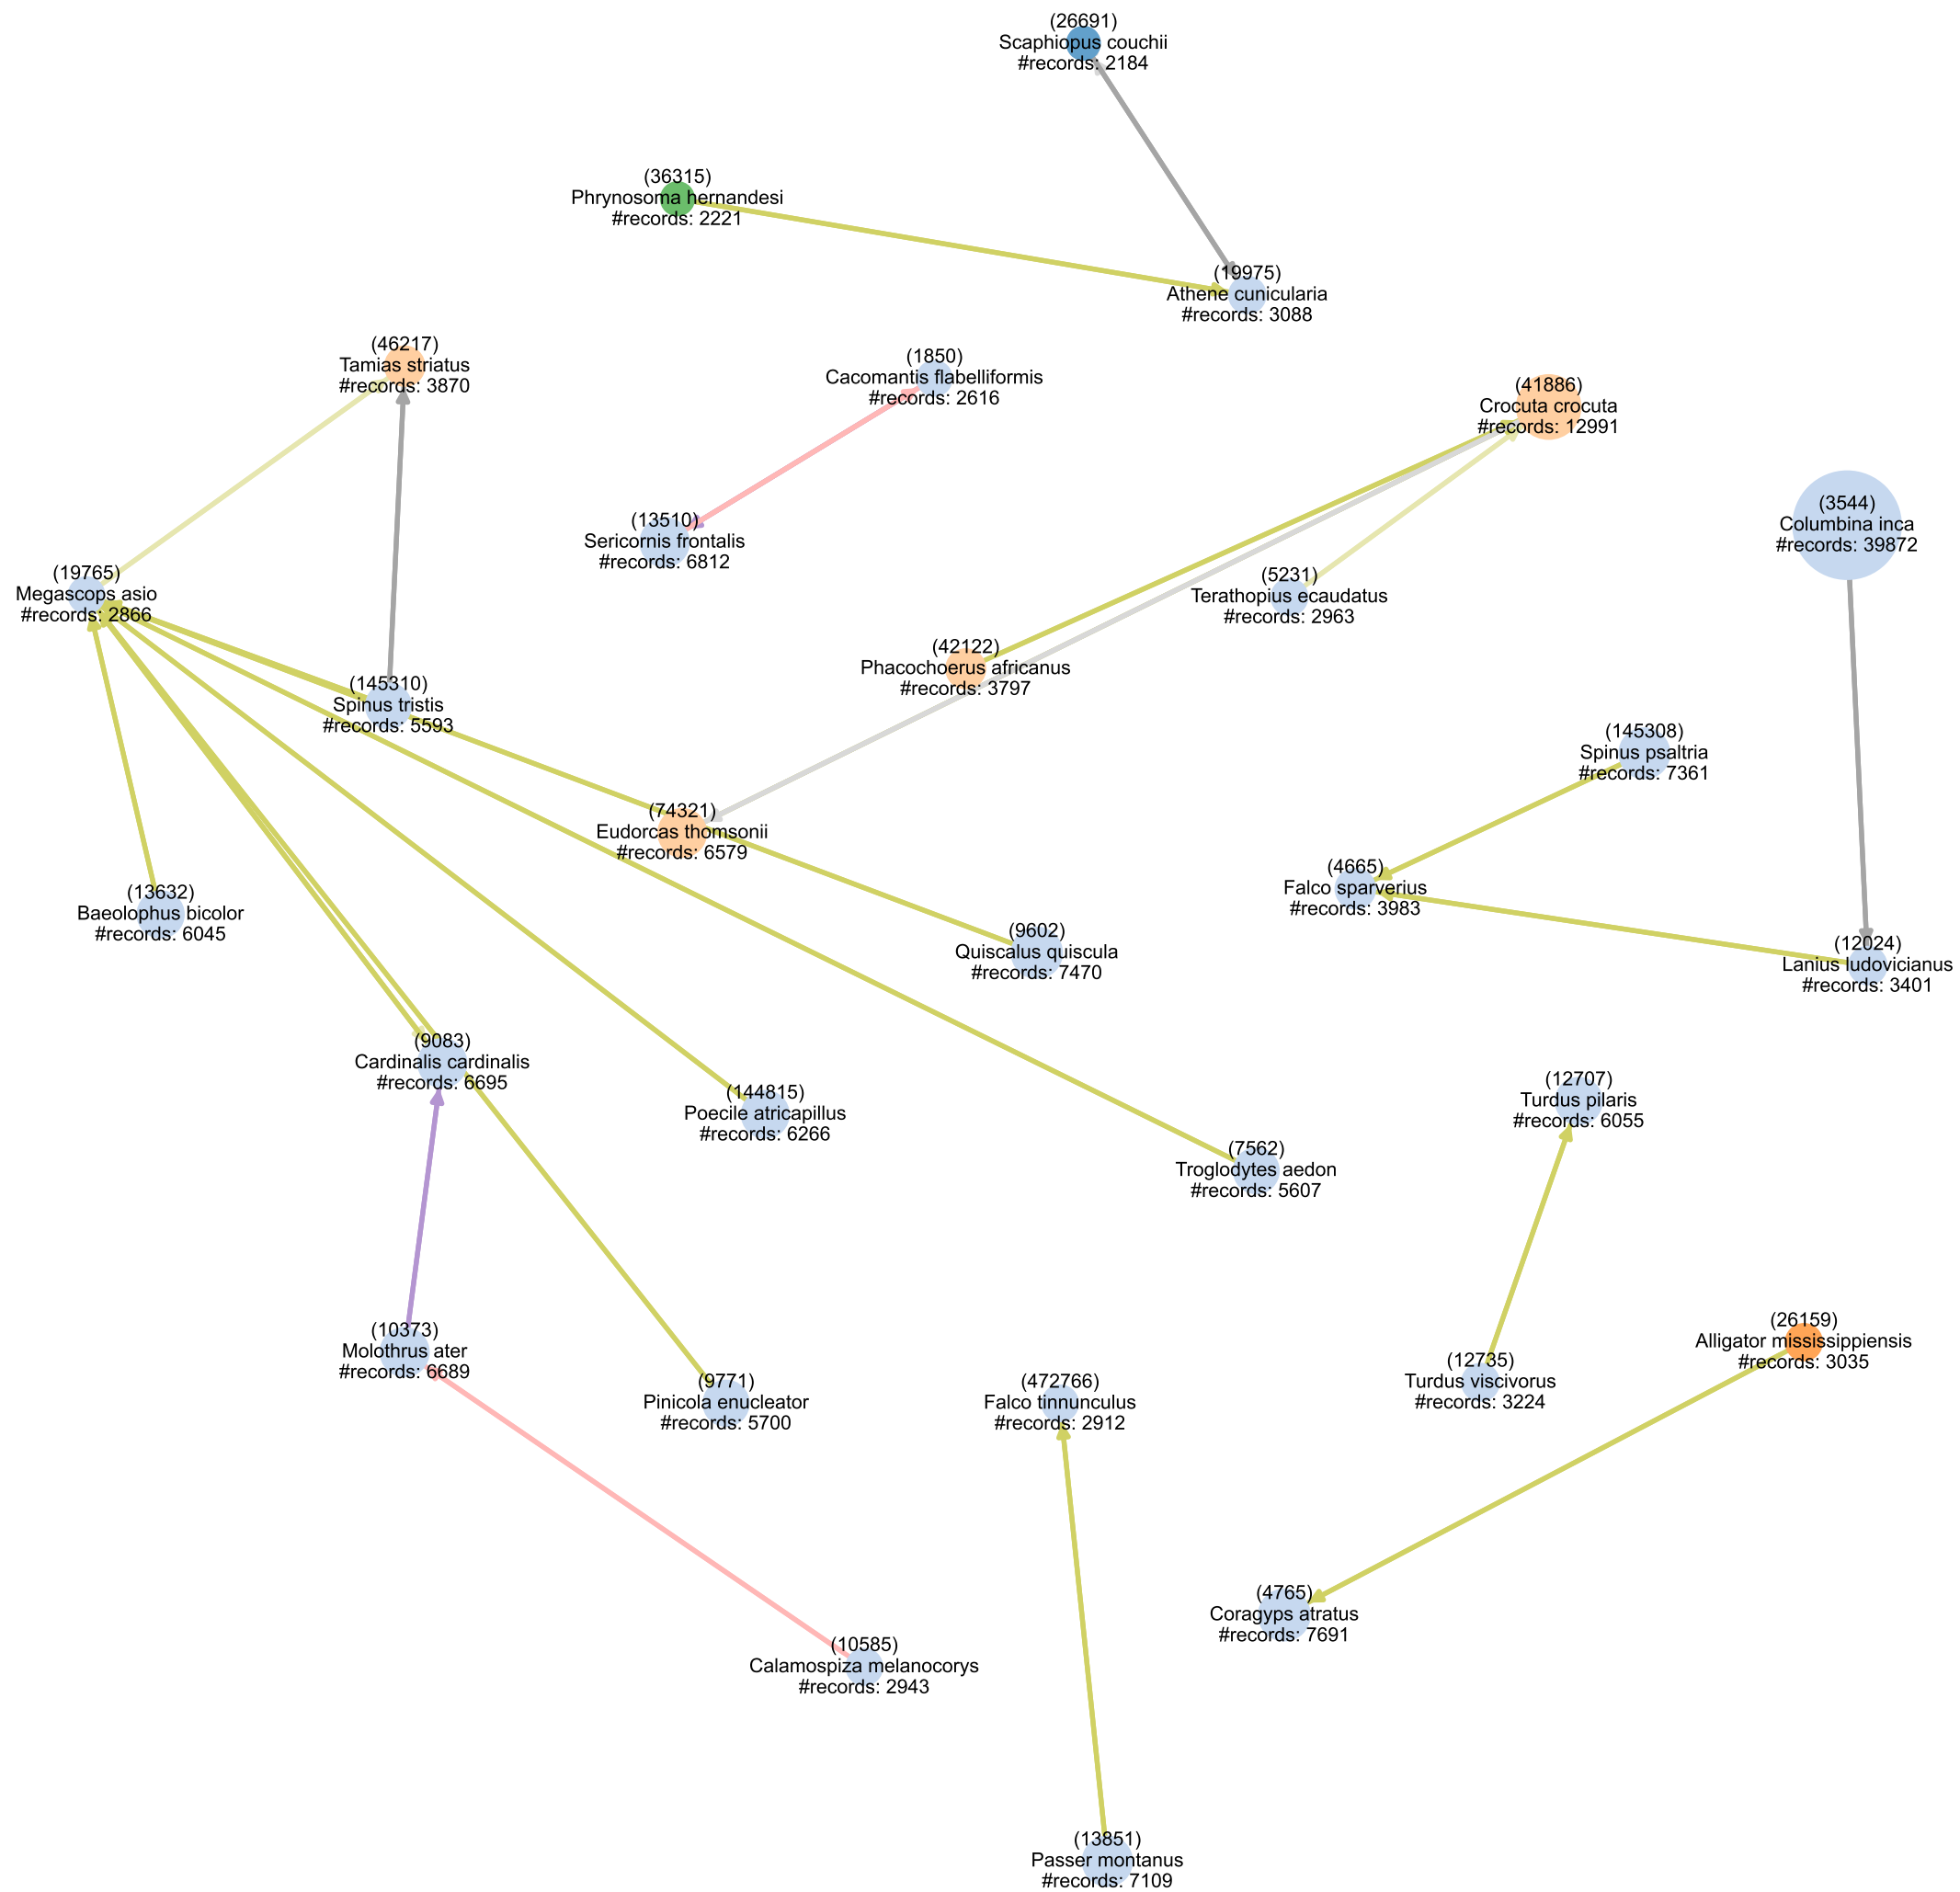 (26691)
Scaphiopus couchii
#records: 2184
(36315)
Phrynosoma hernandesi
#records: 2221
(19975)
Athene cunicularia
#records: 3088
(46217)
Tamias striatus
#records: 3870
(1850)
Cacomantis flabelliformis
#records: 2616
(41886)
Crocuta crocuta
#records: 12991
(3544)
Columbina inca
#records: 39872
(13510)
Sericornis frontalis
#records: 6812
(19765)
Megascops asio
#records: 2866
(5231)
Terathopius ecaudatus
#records: 2963
(42122)
Phacochoerus africanus
#records: 3797
(145310)
Spinus tristis
#records: 5593
(145308)
Spinus psaltria
#records: 7361
(74321)
Eudorcas thomsonii
#records: 6579
(4665)
Falco sparverius
#records: 3983
(13632)
Baeolophus bicolor
#records: 6045
(9602)
Quiscalus quiscula
#records: 7470
(12024)
Lanius ludovicianus
#records: 3401
(9083)
Cardinalis cardinalis
#records: 6695
(144815)
Poecile atricapillus
#records: 6266
(12707)
Turdus pilaris
#records: 6055
(7562)
Troglodytes aedon
#records: 5607
(10373)
Molothrus ater
#records: 6689
(26159)
Alligator mississippiensis
#records: 3035
(12735)
Turdus viscivorus
#records: 3224
(9771)
Pinicola enucleator
#records: 5700
(472766)
Falco tinnunculus
#records: 2912
(4765)
Coragyps atratus
#records: 7691
(10585)
Calamospiza melanocorys
#records: 2943
(13851)
Passer montanus
#records: 7109